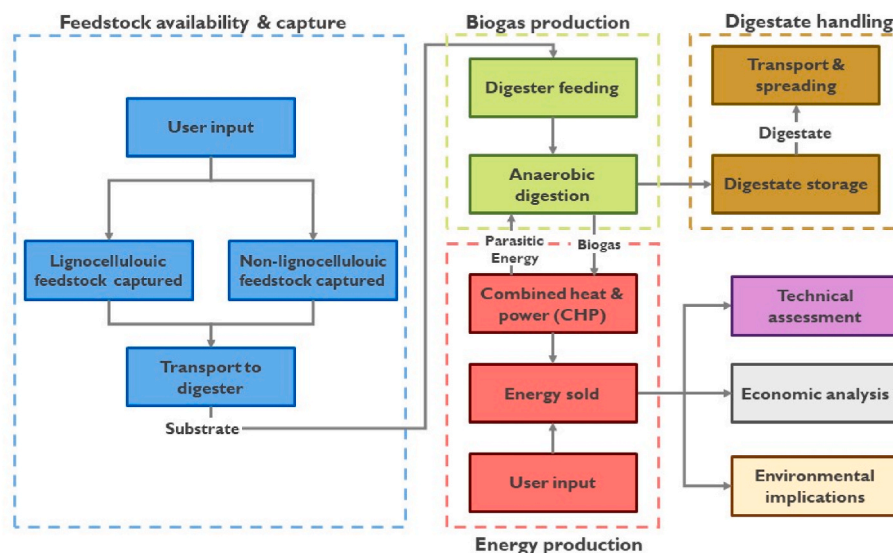 Feedstock availability & capture
User input
Lignocellulouic
feedstock captured
Non-lignocellulouic
feedstock captured
Transport to
digester
Substrate
Biogas production
Digester feeding
Anaerobic
digestion
Parasitic
Energy
Biogas
Combined heat &
power (CHP)
Energy sold
User input
Energy production
Digestate handling
Transport &
spreading
Digestate
Digestate storage
Technical
assessment
Economic analysis
Environmental
implications